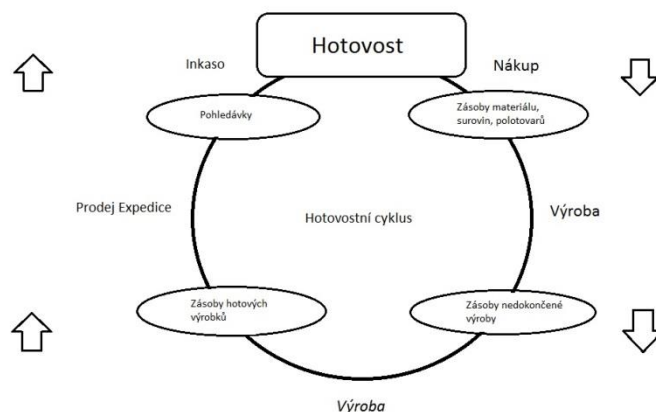 Hotovost
Inkaso
Nákup
Pohledávky
Zásoby materiálu,
surovin, polotovarů
Prodej Expedice
Hotovostní cyklus
Výroba
Zásoby hotových
výrobků
Zásoby nedokončené
výroby
Výroba